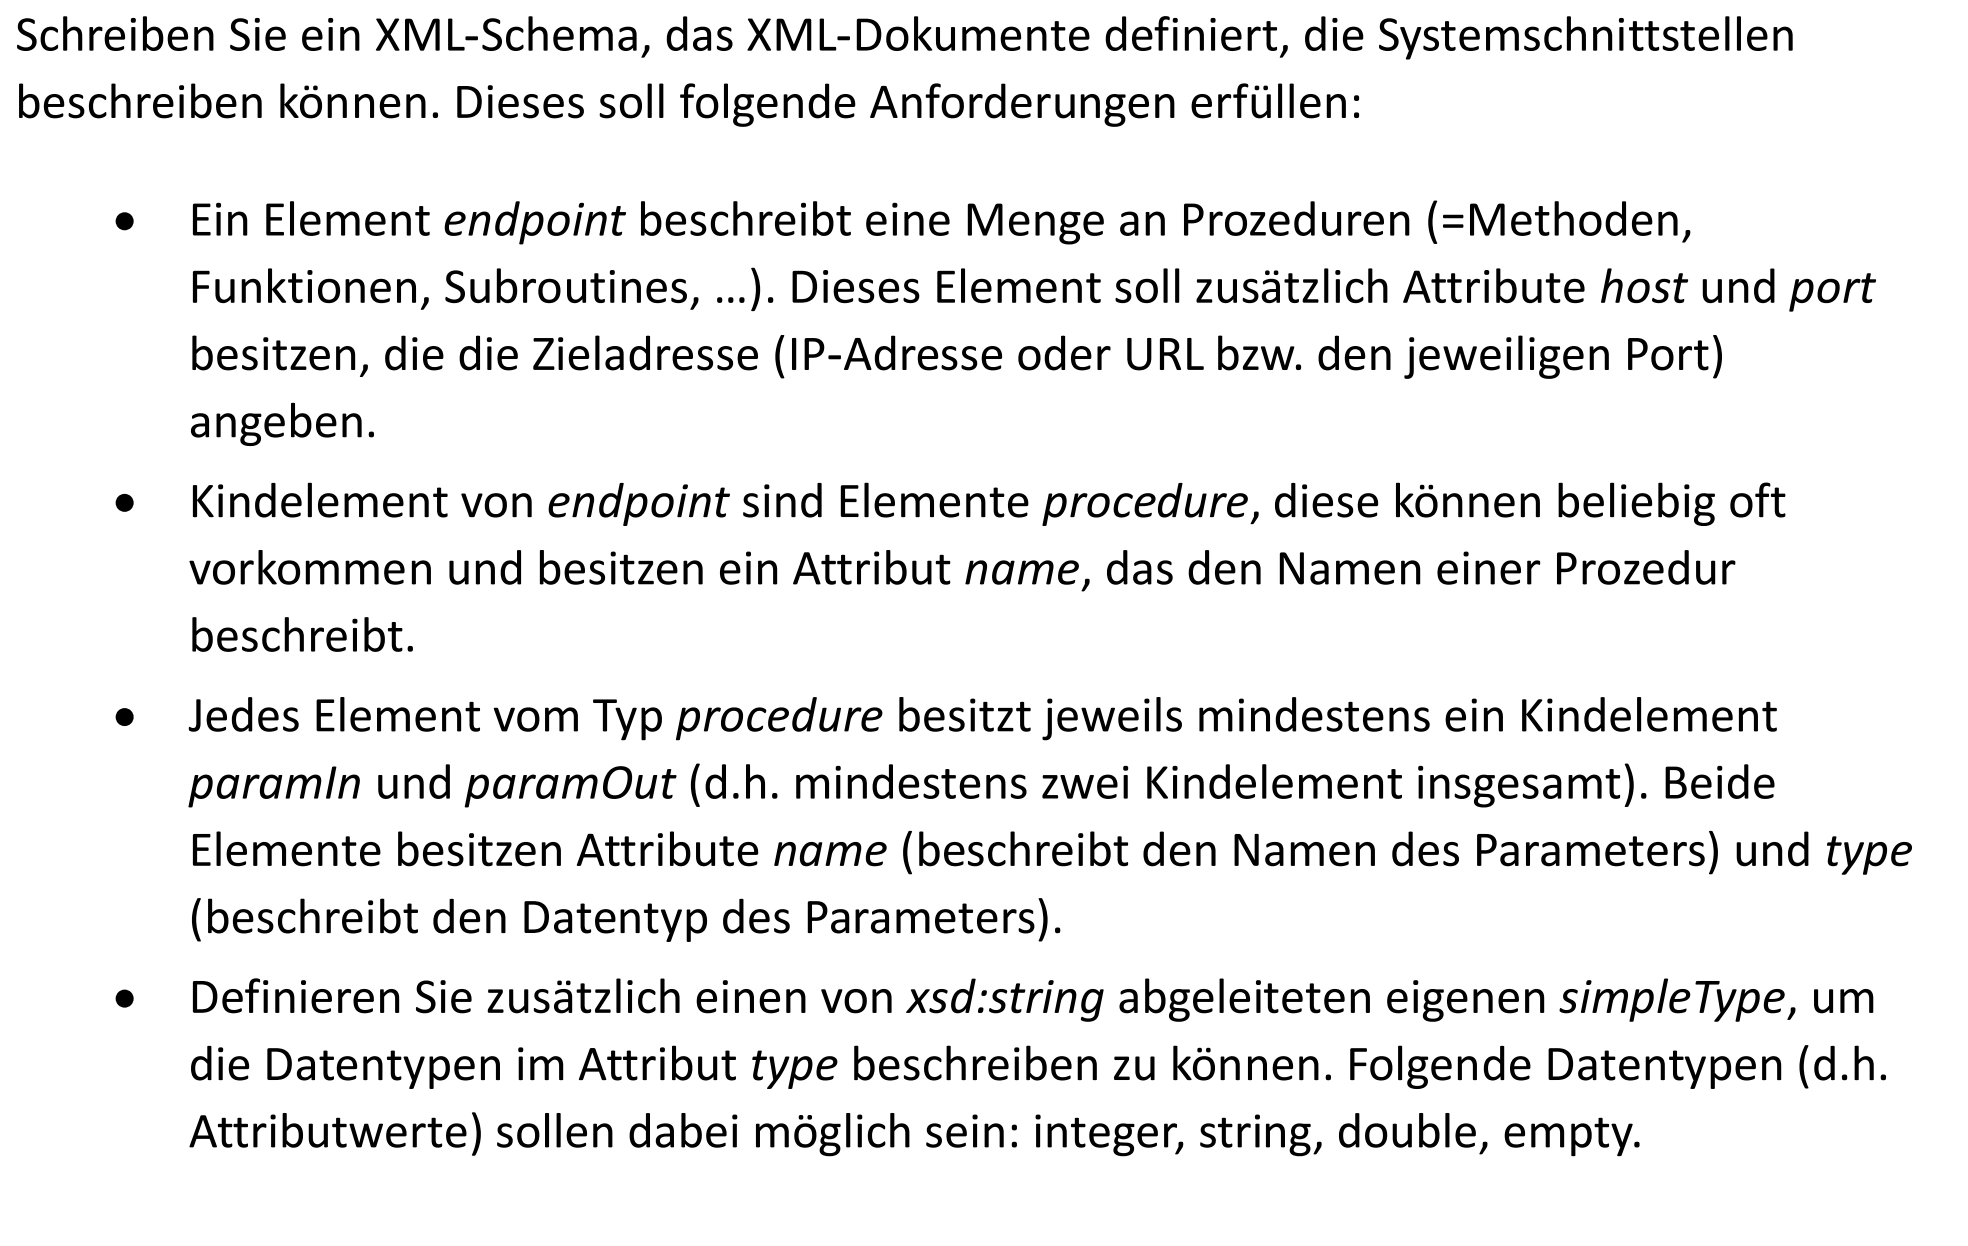 Schreiben Sie ein XML-Schema, das XML-Dokumente definiert, die Systemschnittstellen
beschreiben können. Dieses soll folgende Anforderungen erfüllen:
• Ein Element endpoint beschreibt eine Menge an Prozeduren (=Methoden,
Funktionen, Subroutines, …). Dieses Element soll zusätzlich Attribute host und port
besitzen, die die Zieladresse (IP-Adresse oder URL bzw. den jeweiligen Port)
angeben.
• Kindelement von endpoint sind Elemente procedure, diese können beliebig oft
vorkommen und besitzen ein Attribut name, das den Namen einer Prozedur
beschreibt.
• Jedes Element vom Typ procedure besitzt jeweils mindestens ein Kindelement
paramIn und paramOut (d.h. mindestens zwei Kindelement insgesamt). Beide
Elemente besitzen Attribute name (beschreibt den Namen des Parameters) und type
(beschreibt den Datentyp des Parameters).
• Definieren Sie zusätzlich einen von xsd:string abgeleiteten eigenen simpleType, um
die Datentypen im Attribut type beschreiben zu können. Folgende Datentypen (d.h.
Attributwerte) sollen dabei möglich sein: integer, string, double, empty.